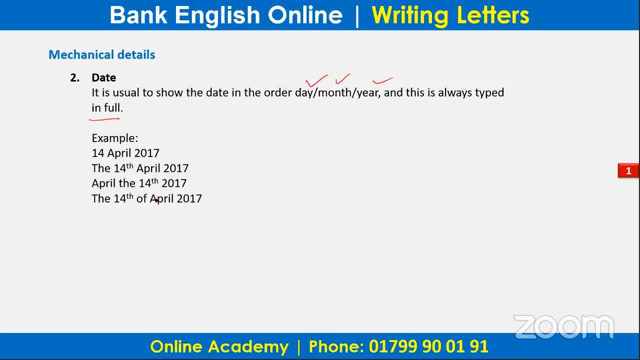 Bank English Online | Writing Letters
Mechanical details
2. Date
It is usual to show the date in the order day/month/year, and this is always typed
in full.
Example:
14 April 2017
The 14th April 2017
April the 14th 2017
The 14th of April 2017
1
zoom
Online Academy | Phone: 01799 90 01 91